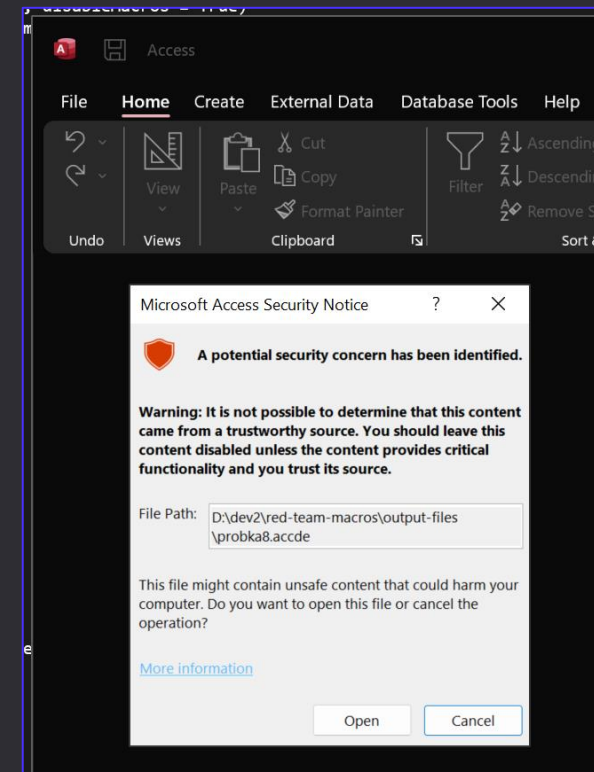 Access
File Home Create External Data Database Tools Help
Cut
Copy
Format Painter
View
Paste
Filter
Ascending
Undo
Views
Clipboard
Sort
Microsoft Access Security Notice ? ×
A potential security concern has been identified.
Warning: It is not possible to determine that this content
came from a trustworthy source. You should leave this
content disabled unless the content provides critical
functionality and you trust its source.
File Path:
D:\dev2\red-team-macros\output-files
\probka8.accde
This file might contain unsafe content that could harm your
computer. Do you want to open this file or cancel the
operation?
More information
Open Cancel